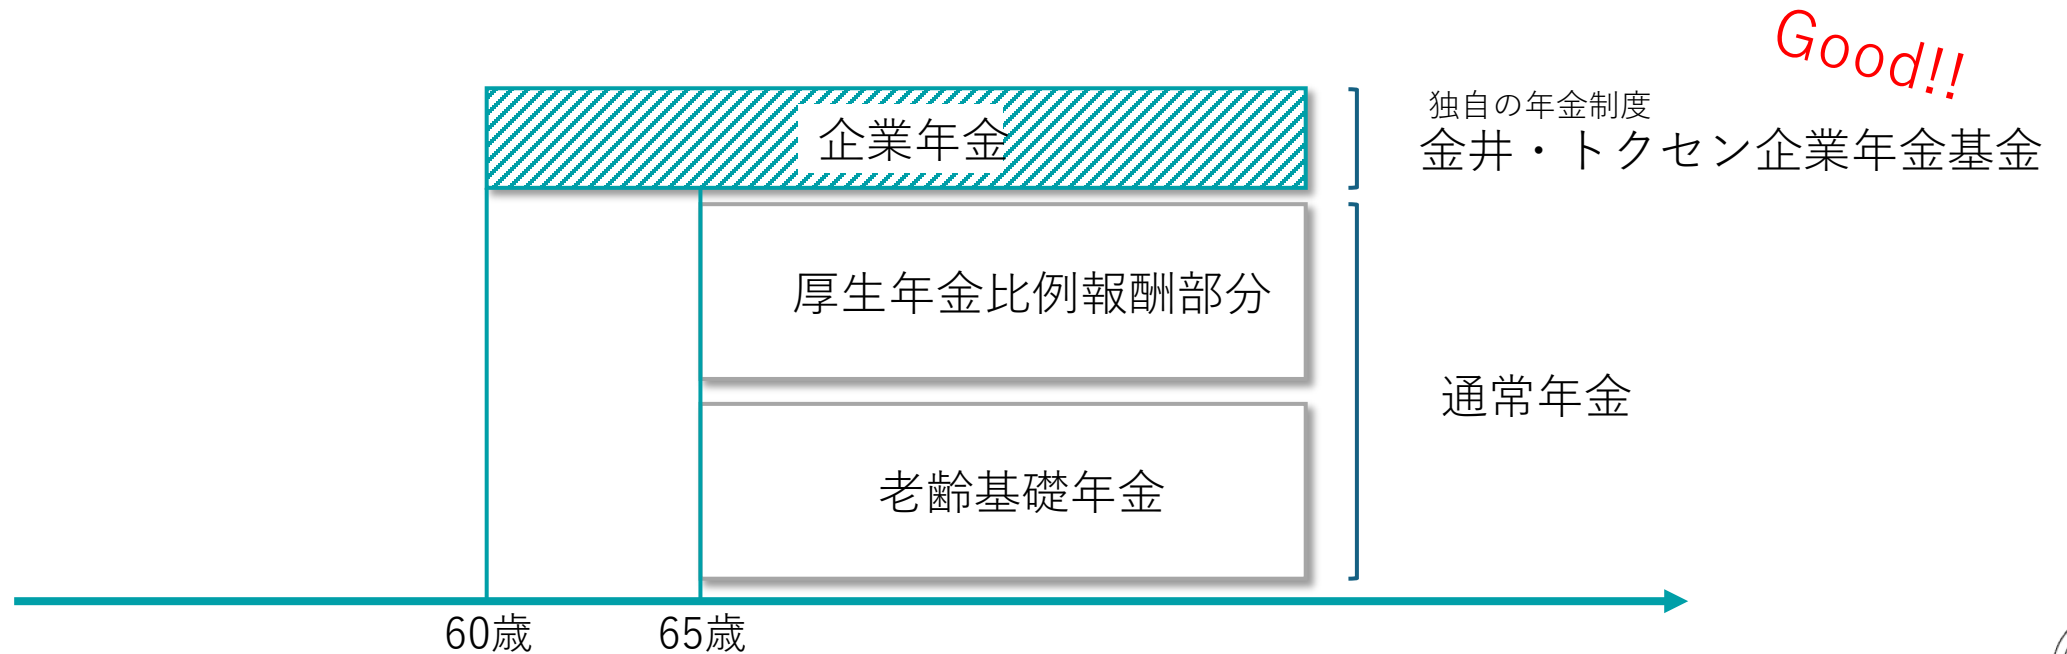 Good!!
独自の年金制度
金井・トクセン企業年金基金
企業年金
厚生年金比例報酬部分
通常年金
老齢基礎年金
60歳
65歳